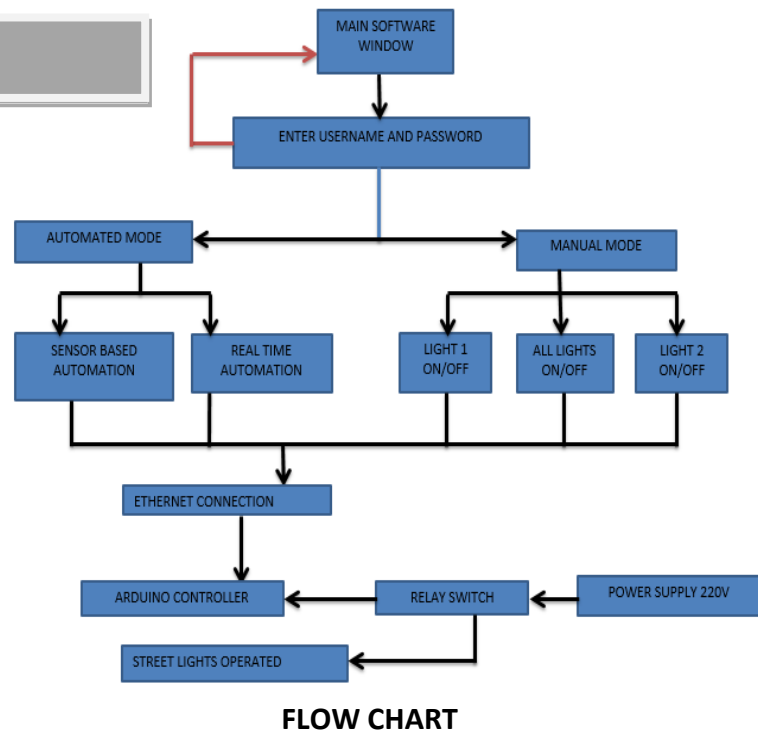 MAIN SOFTWARE
WINDOW
ENTER USERNAME AND PASSWORD
AUTOMATED MODE
MANUAL MODE
SENSOR BASED
AUTOMATION
REAL TIME
AUTOMATION
LIGHT 1
ON/OFF
ALL LIGHTS
ON/OFF
LIGHT 2
ON/OFF
ETHERNET CONNECTION
ARDUINO CONTROLLER
RELAY SWITCH
POWER SUPPLY 220V
STREET LIGHTS OPERATED
FLOW CHART